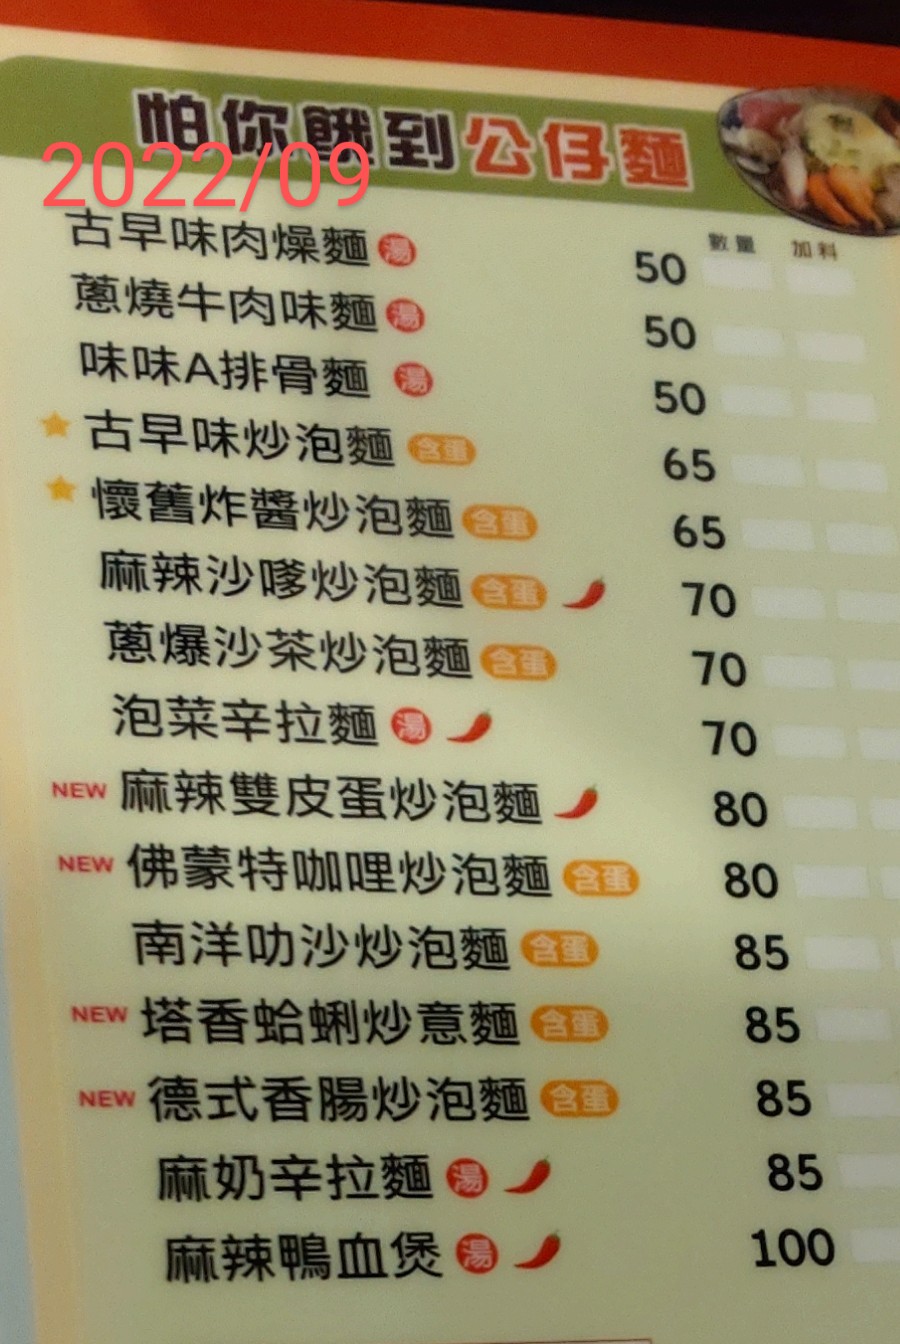 怕你餓到公仔麵
2022/09
數量 加料
古早味肉燥麵 湯 50
蔥燒牛肉味麵 湯 50
味味A排骨麵 湯 50
古早味炒泡麵 含蛋 65
懷舊炸醬炒泡麵 含蛋 65
麻辣沙嗲炒泡麵 含蛋 70
蔥爆沙茶炒泡麵 含蛋 70
泡菜辛拉麵 湯 70
NEW 麻辣雙皮蛋炒泡麵 80
NEW 佛蒙特咖哩炒泡麵 含蛋 80
南洋叻沙炒泡麵 含蛋 85
NEW 塔香蛤蜊炒意麵 含蛋 85
NEW 德式香腸炒泡麵 含蛋 85
麻奶辛拉麵 湯 85
麻辣鴨血煲 湯 100